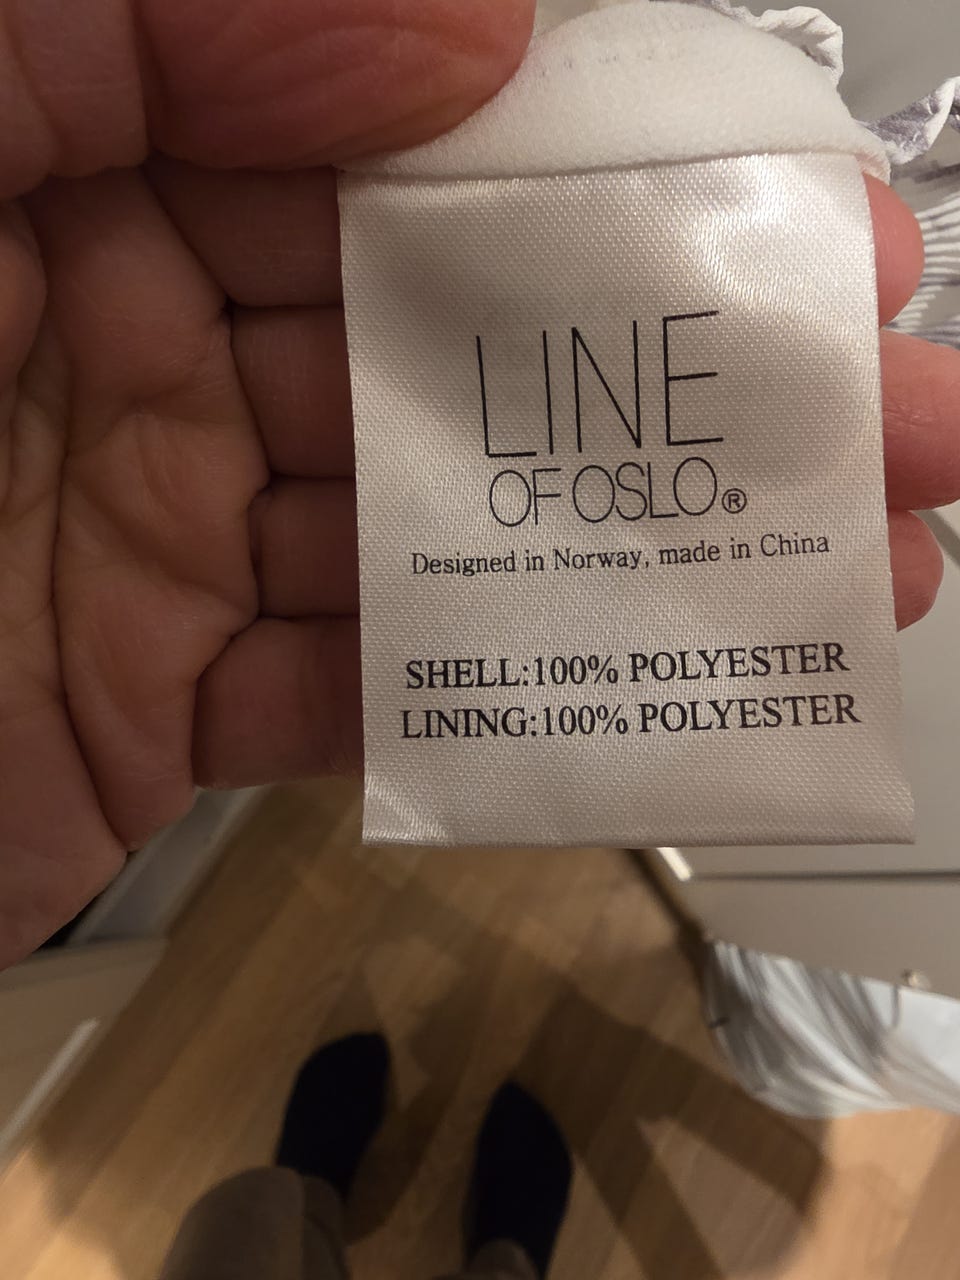 LINE
OF OSLO®
Designed in Norway, made in China
SHELL:100% POLYESTER
LINING:100% POLYESTER